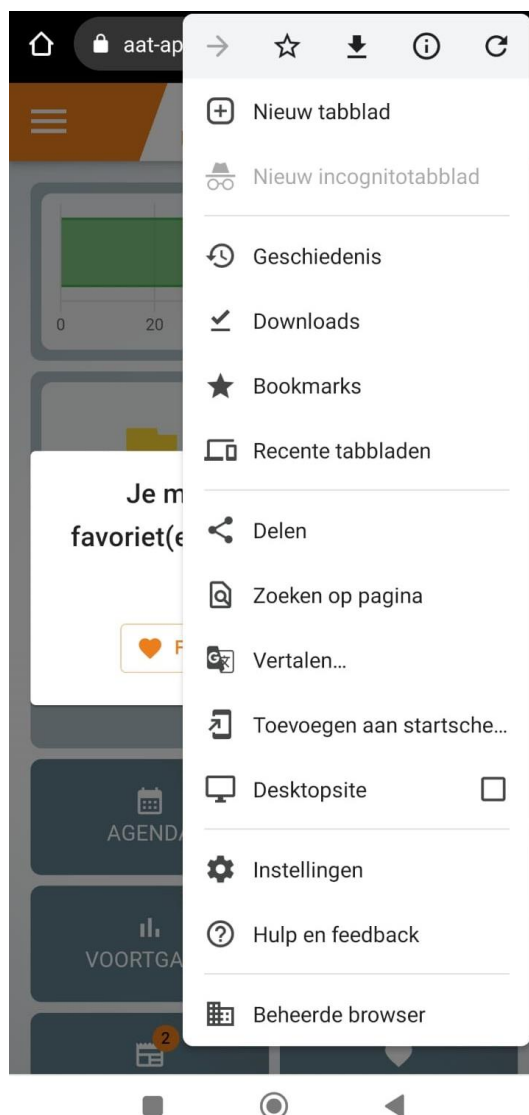 aat-ap
Nieuw tabblad
Nieuw incognitotabblad
Geschiedenis
Downloads
Bookmarks
Recente tabbladen
Delen
Zoeken op pagina
Vertalen...
Toevoegen aan startsche...
Desktopsite
Instellingen
Hulp en feedback
Beheerde browser
0 20
Je m
favoriet(e
F
AGENDA
VOORTGA
2